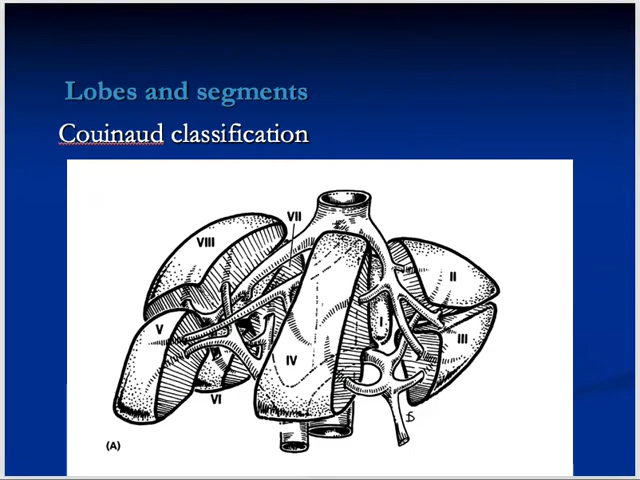 Lobes and segments
Couinaud classification
VII
VIII
II
I
V
III
IV
VI
(A)